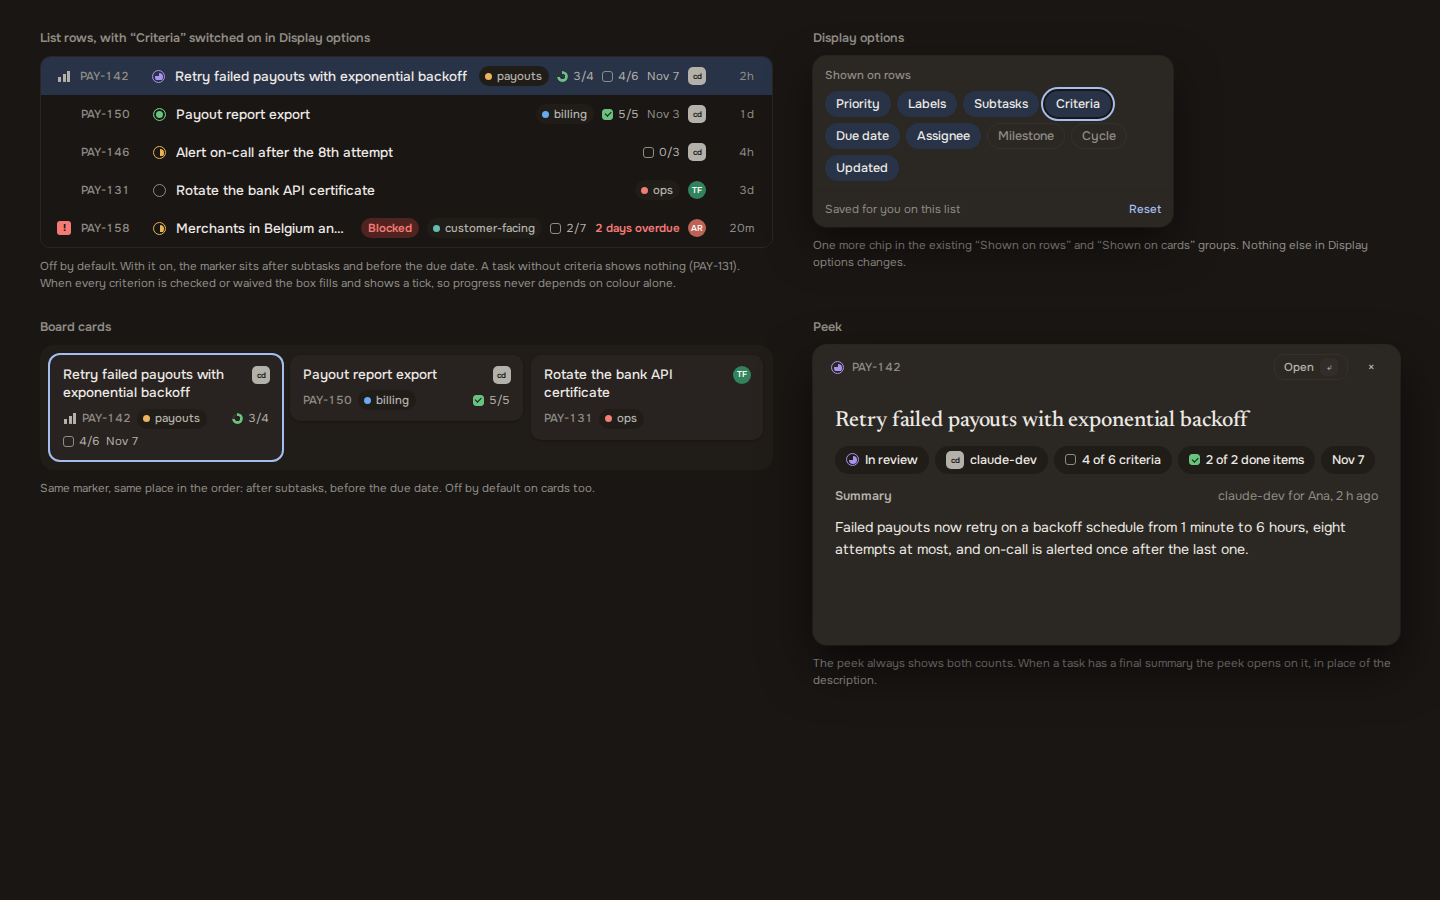 List rows, with “Criteria” switched on in Display options
PAY-142 Retry failed payouts with exponential backoff payouts 3/4 4/6 Nov 7 cd 2h
PAY-150 Payout report export billing 5/5 Nov 3 cd 1d
PAY-146 Alert on-call after the 8th attempt 0/3 cd 4h
PAY-131 Rotate the bank API certificate ops TF 3d
! PAY-158 Merchants in Belgium an... Blocked customer-facing 2/7 2 days overdue AR 20m
Off by default. With it on, the marker sits after subtasks and before the due date. A task without criteria shows nothing (PAY-131).
When every criterion is checked or waived the box fills and shows a tick, so progress never depends on colour alone.
Display options
Shown on rows
Priority Labels Subtasks Criteria
Due date Assignee Milestone Cycle
Updated
Saved for you on this list Reset
One more chip in the existing “Shown on rows” and “Shown on cards” groups. Nothing else in Display
options changes.
Board cards
Retry failed payouts with
exponential backoff
cd
PAY-142 payouts 3/4
4/6 Nov 7
Payout report export cd
PAY-150 billing 5/5
Rotate the bank API
certificate
TF
PAY-131 ops
Same marker, same place in the order: after subtasks, before the due date. Off by default on cards too.
Peek
PAY-142 Open ↲ ×
Retry failed payouts with exponential backoff
In review cd claude-dev 4 of 6 criteria 2 of 2 done items Nov 7
Summary claude-dev for Ana, 2 h ago
Failed payouts now retry on a backoff schedule from 1 minute to 6 hours, eight
attempts at most, and on-call is alerted once after the last one.
The peek always shows both counts. When a task has a final summary the peek opens on it, in place of the
description.